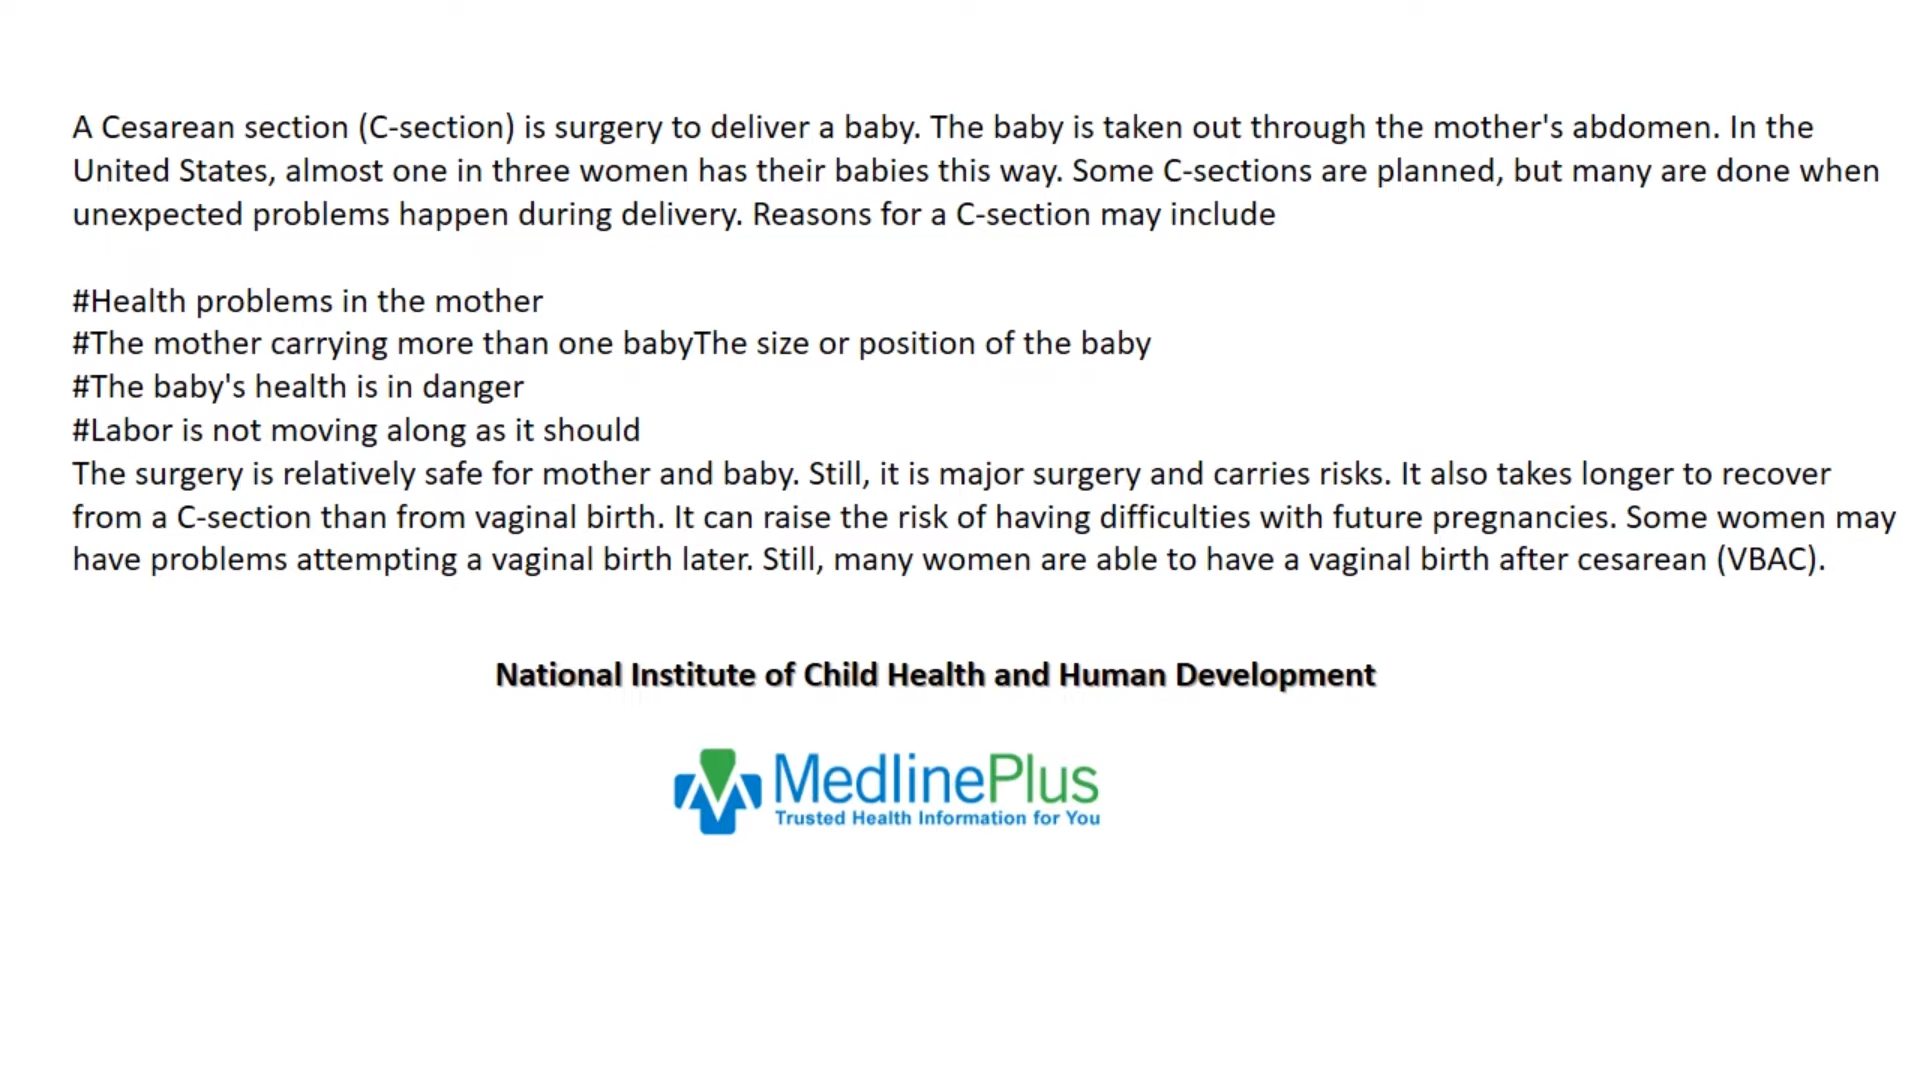 A Cesarean section (C-section) is surgery to deliver a baby. The baby is taken out through the mother's abdomen. In the
United States, almost one in three women has their babies this way. Some C-sections are planned, but many are done when
unexpected problems happen during delivery. Reasons for a C-section may include
#Health problems in the mother
#The mother carrying more than one babyThe size or position of the baby
#The baby's health is in danger
#Labor is not moving along as it should
The surgery is relatively safe for mother and baby. Still, it is major surgery and carries risks. It also takes longer to recover
from a C-section than from vaginal birth. It can raise the risk of having difficulties with future pregnancies. Some women may
have problems attempting a vaginal birth later. Still, many women are able to have a vaginal birth after cesarean (VBAC).
National Institute of Child Health and Human Development
MedlinePlus
Trusted Health Information for You